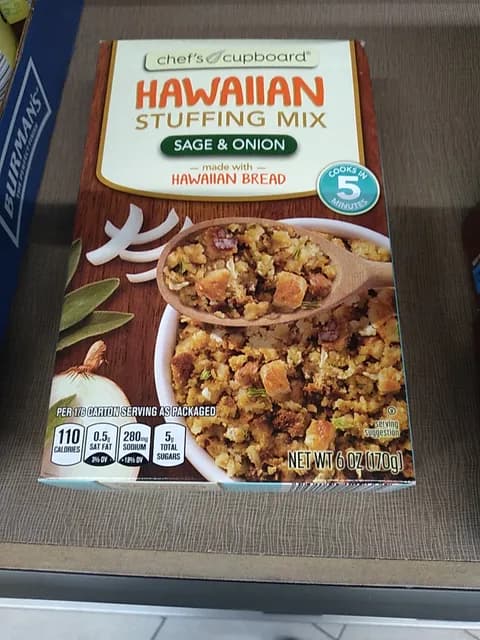 BURMAN'S
chef's cupboard®
HAWAIIAN
STUFFING MIX
SAGE & ONION
made with
HAWAIIAN BREAD
COOKS IN
5
MINUTES
PER 1/6 CARTON SERVING AS PACKAGED
110 CALORIES
0.5g SAT FAT 3% DV
280mg SODIUM
5g TOTAL SUGARS
serving suggestion
NET WT 6 OZ (170g)